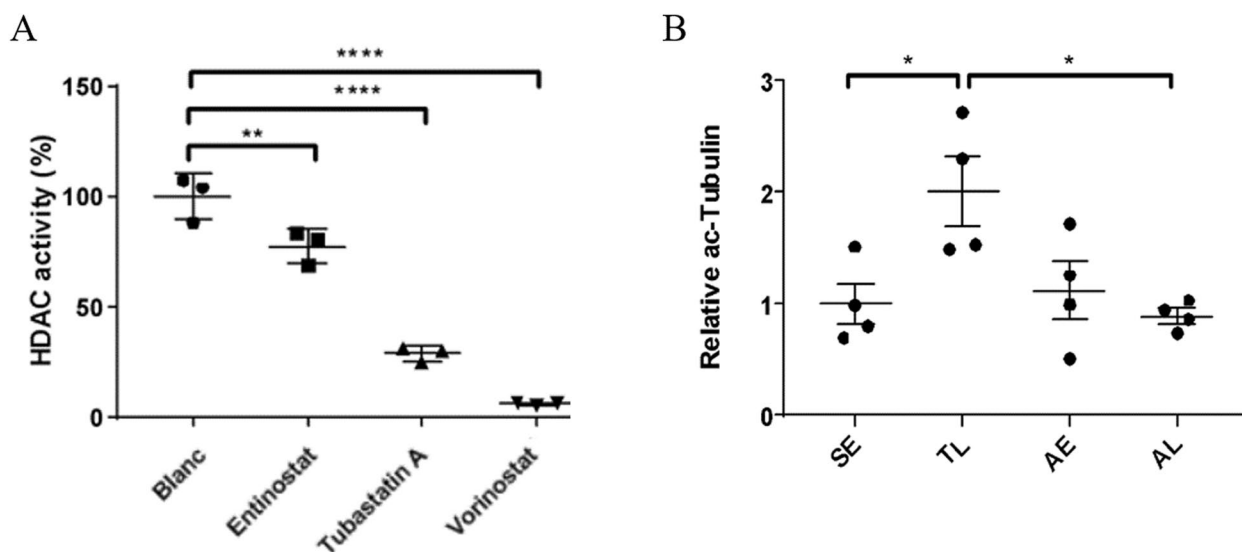 A
****
****
**
HDAC activity (%)
150
100
50
0
Blanc
Entinostat
Tubastatin A
Vorinostat
B
*
*
Relative ac-Tubulin
3
2
1
0
SE
TL
AE
AL